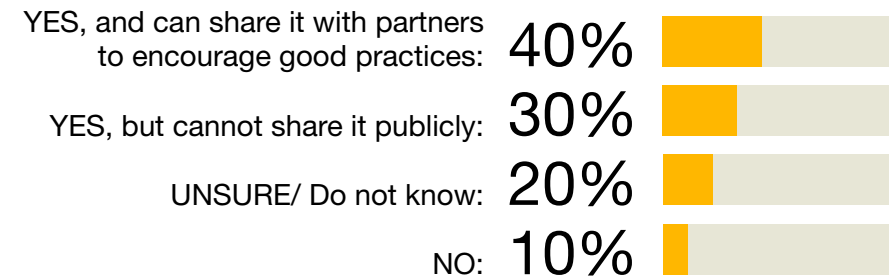 YES, and can share it with partners
to encourage good practices: 40%
YES, but cannot share it publicly: 30%
UNSURE/ Do not know: 20%
NO: 10%